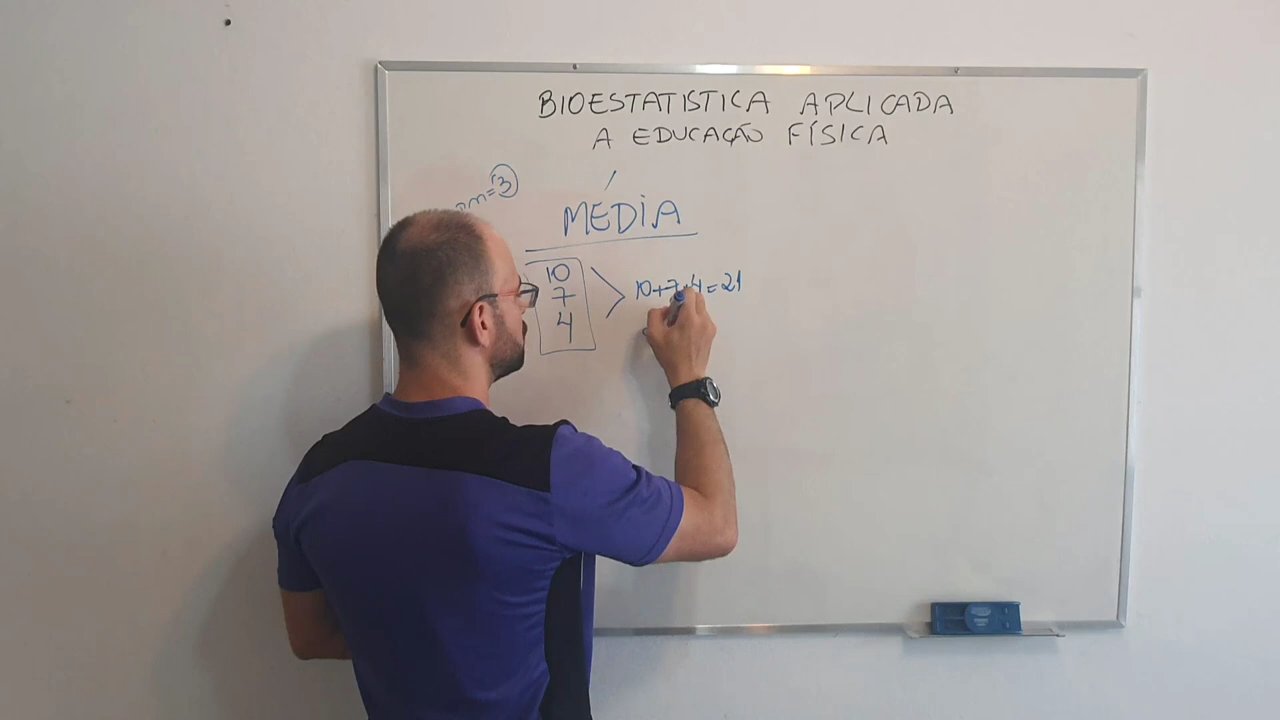 BIOESTATISTICA APLICADA
A EDUCAÇÃO FÍSICA
MÉDIA
10
7
4
10+7+4=21